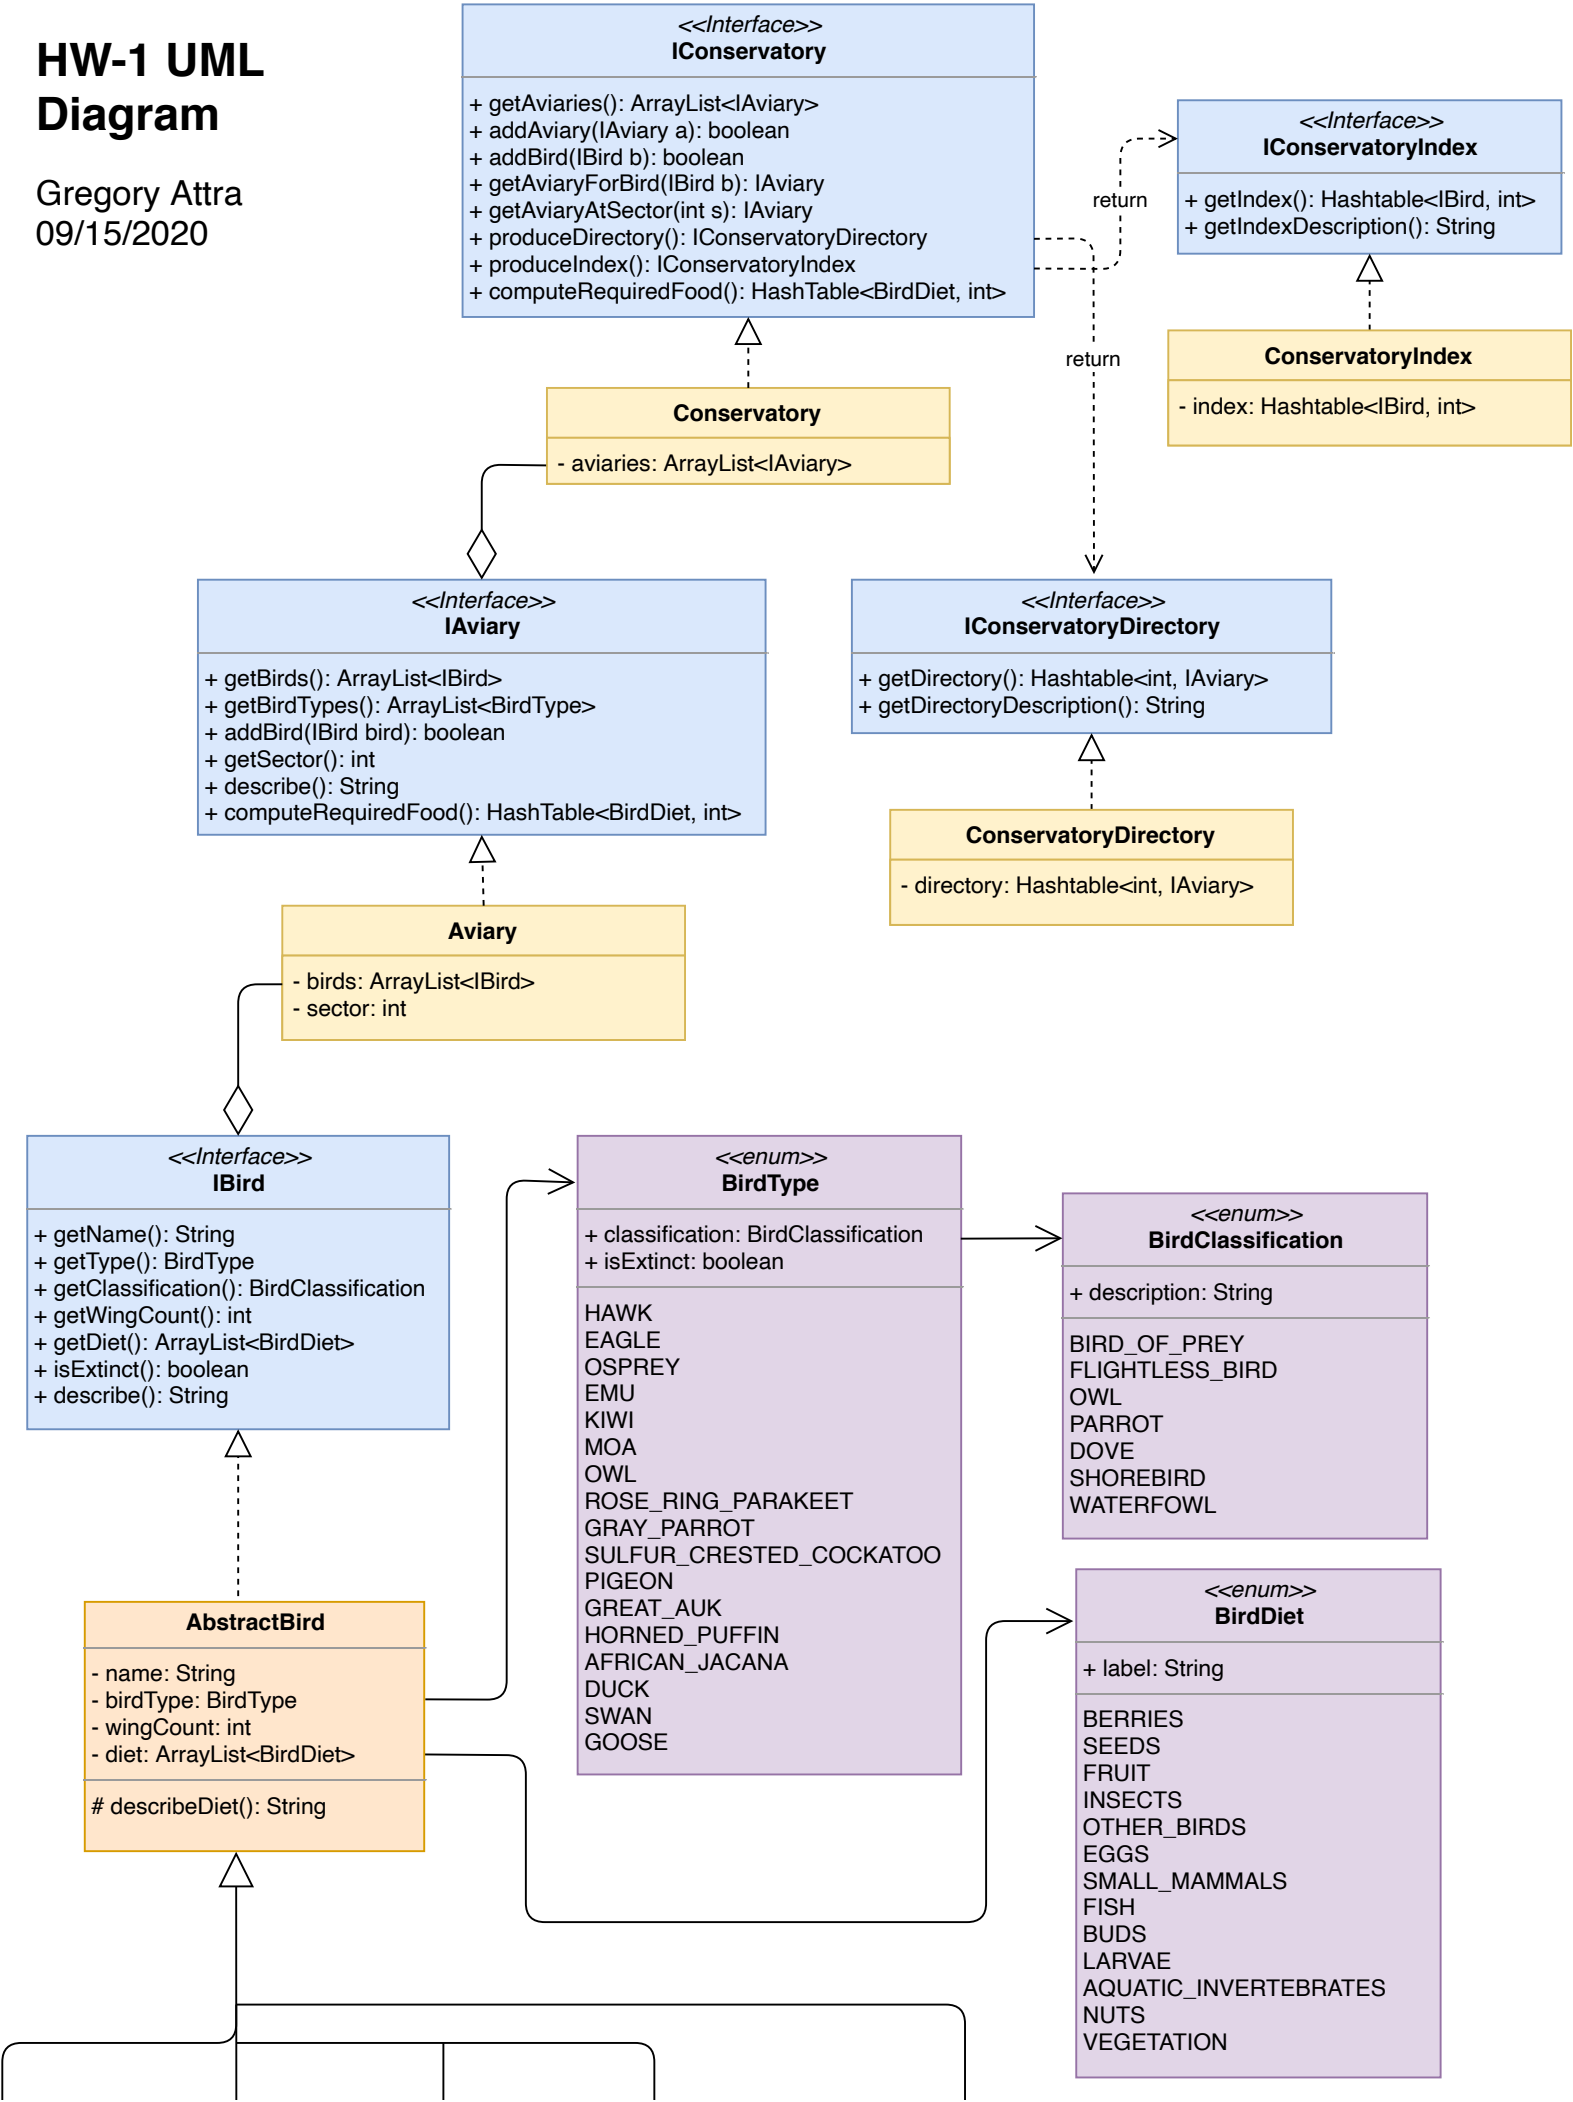 HW-1 UML
Diagram
Gregory Attra
09/15/2020
<<Interface>>
IConservatory
+ getAviaries(): ArrayList<IAviary>
+ addAviary(IAviary a): boolean
+ addBird(IBird b): boolean
+ getAviaryForBird(IBird b): IAviary
+ getAviaryAtSector(int s): IAviary
+ produceDirectory(): IConservatoryDirectory
+ produceIndex(): IConservatoryIndex
+ computeRequiredFood(): HashTable<BirdDiet, int>
return
return
<<Interface>>
IConservatoryIndex
+ getIndex(): Hashtable<IBird, int>
+ getIndexDescription(): String
ConservatoryIndex
- index: Hashtable<IBird, int>
Conservatory
- aviaries: ArrayList<IAviary>
<<Interface>>
IAviary
+ getBirds(): ArrayList<IBird>
+ getBirdTypes(): ArrayList<BirdType>
+ addBird(IBird bird): boolean
+ getSector(): int
+ describe(): String
+ computeRequiredFood(): HashTable<BirdDiet, int>
<<Interface>>
IConservatoryDirectory
+ getDirectory(): Hashtable<int, IAviary>
+ getDirectoryDescription(): String
ConservatoryDirectory
- directory: Hashtable<int, IAviary>
Aviary
- birds: ArrayList<IBird>
- sector: int
<<Interface>>
IBird
+ getName(): String
+ getType(): BirdType
+ getClassification(): BirdClassification
+ getWingCount(): int
+ getDiet(): ArrayList<BirdDiet>
+ isExtinct(): boolean
+ describe(): String
<<enum>>
BirdType
+ classification: BirdClassification
+ isExtinct: boolean
HAWK
EAGLE
OSPREY
EMU
KIWI
MOA
OWL
ROSE_RING_PARAKEET
GRAY_PARROT
SULFUR_CRESTED_COCKATOO
PIGEON
GREAT_AUK
HORNED_PUFFIN
AFRICAN_JACANA
DUCK
SWAN
GOOSE
<<enum>>
BirdClassification
+ description: String
BIRD_OF_PREY
FLIGHTLESS_BIRD
OWL
PARROT
DOVE
SHOREBIRD
WATERFOWL
AbstractBird
- name: String
- birdType: BirdType
- wingCount: int
- diet: ArrayList<BirdDiet>
# describeDiet(): String
<<enum>>
BirdDiet
+ label: String
BERRIES
SEEDS
FRUIT
INSECTS
OTHER_BIRDS
EGGS
SMALL_MAMMALS
FISH
BUDS
LARVAE
AQUATIC_INVERTEBRATES
NUTS
VEGETATION